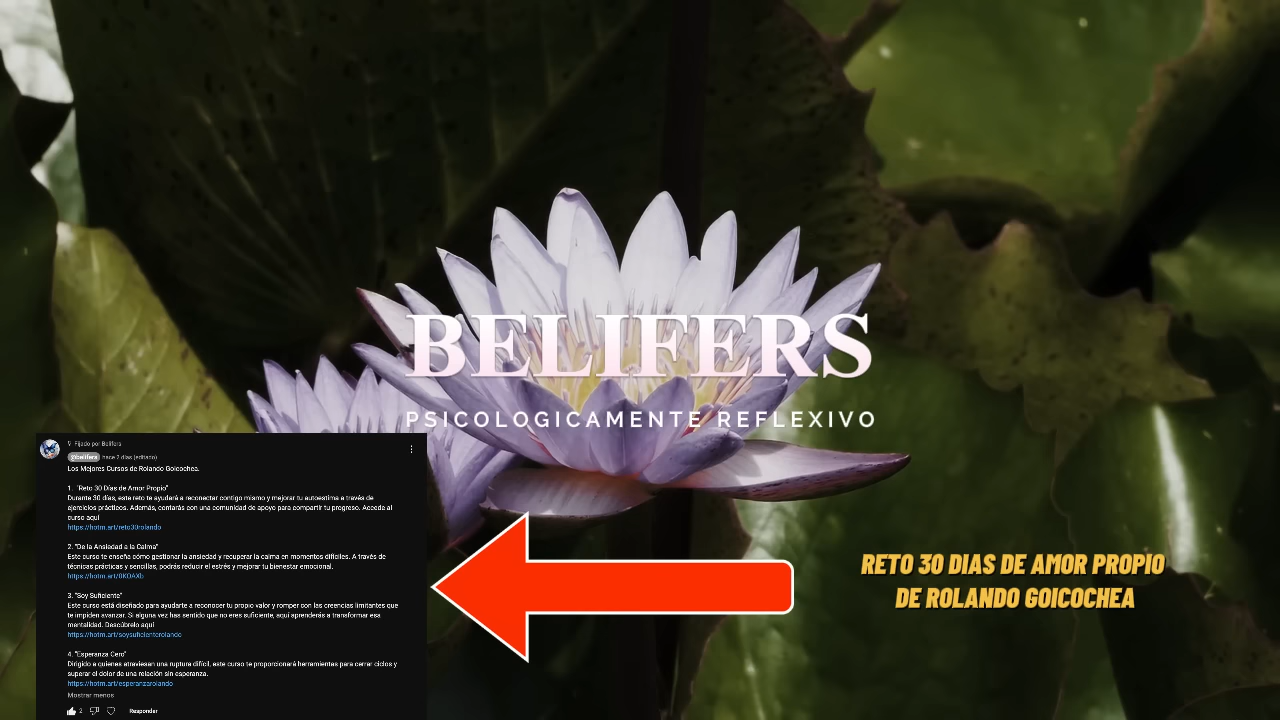 BELIFERS
PSICOLOGICAMENTE REFLEXIVO
Fijado por Belifers
@belifers hace 2 días (editado)
Los Mejores Cursos de Rolando Goicochea.
1. "Reto 30 Días de Amor Propio"
Durante 30 días, este reto te ayudará a reconectar contigo mismo y mejorar tu autoestima a través de
ejercicios prácticos. Además, contarás con una comunidad de apoyo para compartir tu progreso. Accede al
curso aquí
https://hotm.art/reto30rolando
2. "De la Ansiedad a la Calma"
Este curso te enseña cómo gestionar la ansiedad y recuperar la calma en momentos difíciles. A través de
técnicas prácticas y sencillas, podrás reducir el estrés y mejorar tu bienestar emocional.
https://hotm.art/0KOAXb
3. "Soy Suficiente"
Este curso está diseñado para ayudarte a reconocer tu propio valor y romper con las creencias limitantes que
te impiden avanzar. Si alguna vez has sentido que no eres suficiente, aquí aprenderás a transformar esa
mentalidad. Descúbrelo aquí
https://hotm.art/soysuficienterolando
4. "Esperanza Cero"
Dirigido a quienes atraviesan una ruptura difícil, este curso te proporcionará herramientas para cerrar ciclos y
superar el dolor de una relación sin esperanza.
https://hotm.art/esperanzarolando
Mostrar menos
2 Responder
RETO 30 DIAS DE AMOR PROPIO
DE ROLANDO GOICOCHEA